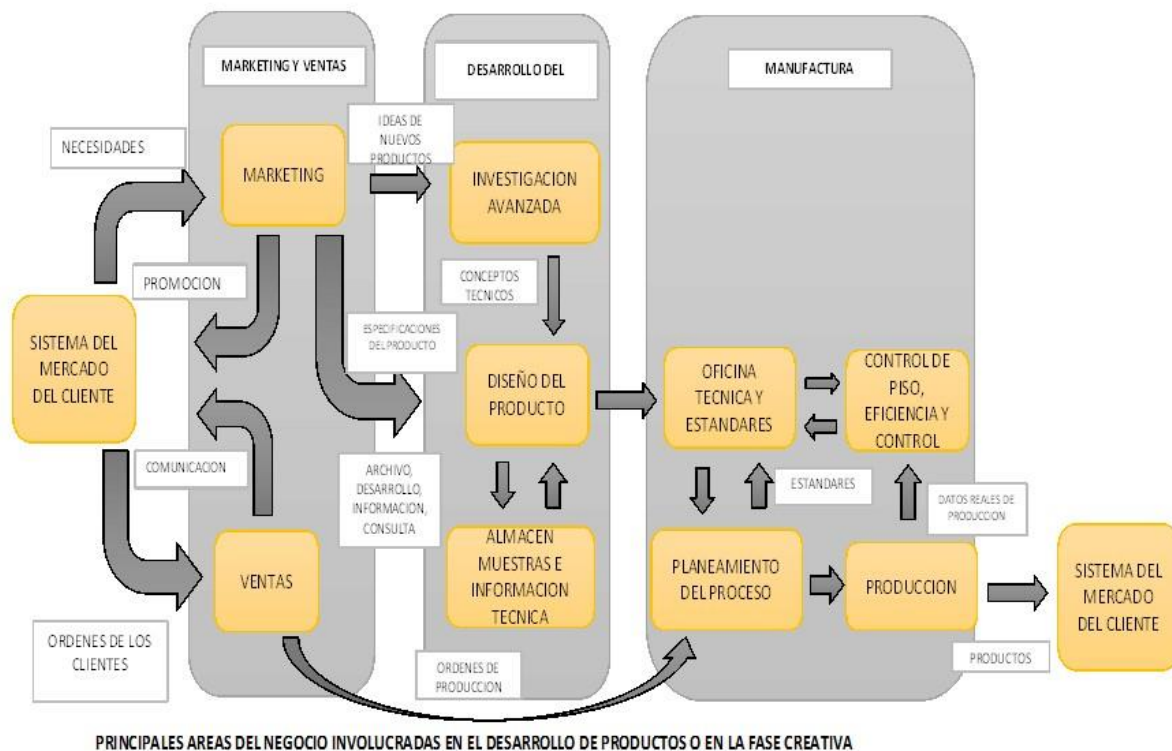 MARKETING Y VENTAS
DESARROLLO DEL
MANUFACTURA
NECESIDADES
MARKETING
IDEAS DE
NUEVOS
PRODUCTOS
INVESTIGACION
AVANZADA
PROMOCION
CONCEPTOS
TECNICOS
SISTEMA DEL
MERCADO
DEL CLIENTE
ESPECIFICACIONES
DEL PRODUCTO
DISEÑO DEL
PRODUCTO
OFICINA
TECNICA Y
ESTANDARES
CONTROL DE
PISO,
EFICIENCIA Y
CONTROL
COMUNICACION
ARCHIVO,
DESARROLLO,
INFORMACION,
CONSULTA
ESTANDARES
DATOS REALES DE
PRODUCCION
VENTAS
ALMACEN
MUESTRAS E
INFORMACION
TECNICA
PLANEAMIENTO
DEL PROCESO
PRODUCCION
SISTEMA DEL
MERCADO
DEL CLIENTE
ORDENES DE LOS
CLIENTES
ORDENES DE
PRODUCCION
PRODUCTOS
PRINCIPALES AREAS DEL NEGOCIO INVOLUCRADAS EN EL DESARROLLO DE PRODUCTOS O EN LA FASE CREATIVA